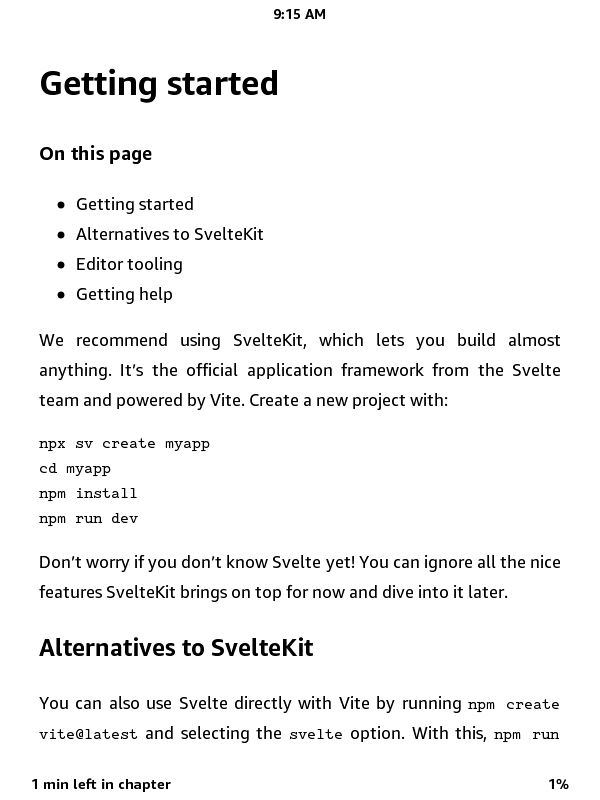 9:15 AM
Getting started
On this page
• Getting started
• Alternatives to SvelteKit
• Editor tooling
• Getting help
We recommend using SvelteKit, which lets you build almost
anything. It’s the official application framework from the Svelte
team and powered by Vite. Create a new project with:
npx sv create myapp
cd myapp
npm install
npm run dev
Don’t worry if you don’t know Svelte yet! You can ignore all the nice
features SvelteKit brings on top for now and dive into it later.
Alternatives to SvelteKit
You can also use Svelte directly with Vite by running npm create
vite@latest and selecting the svelte option. With this, npm run
1 min left in chapter 1%